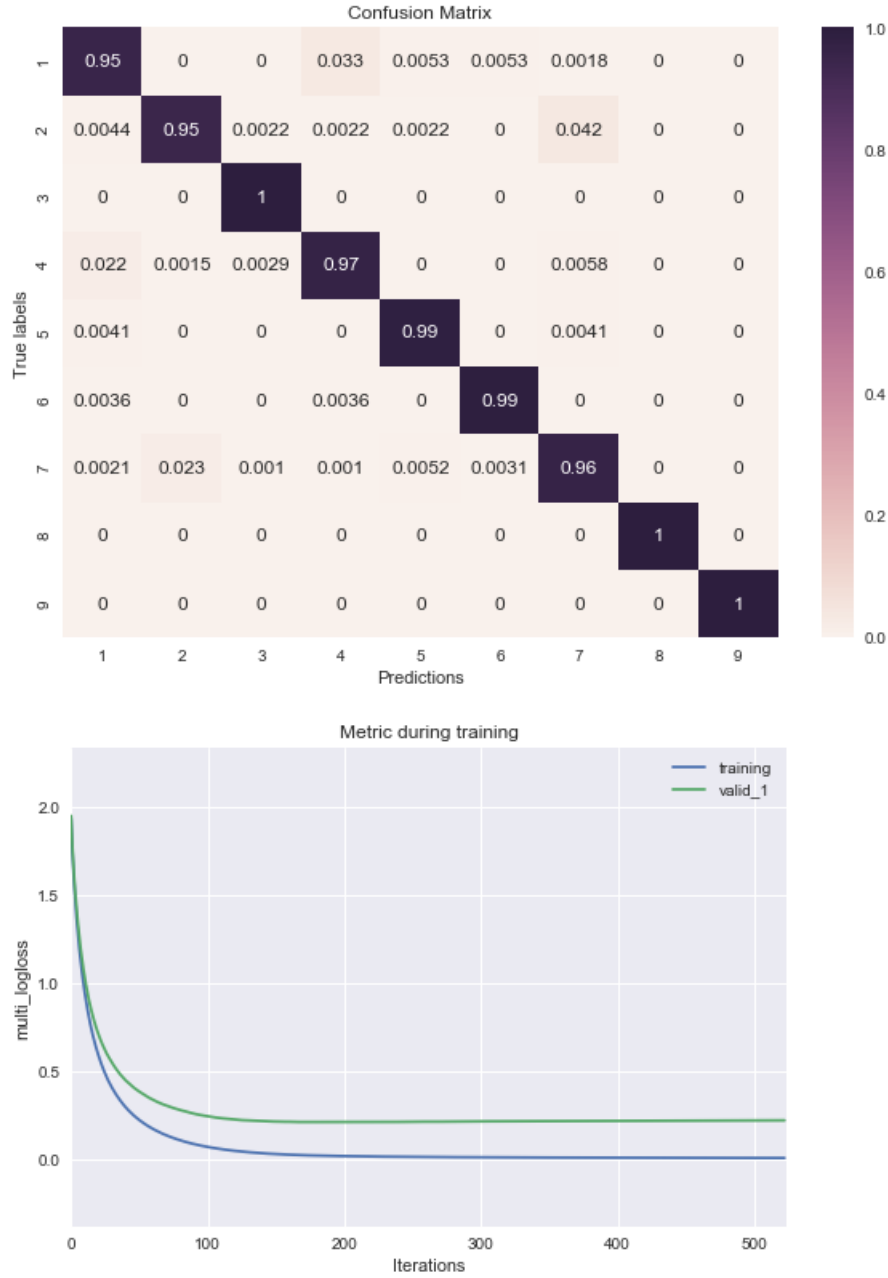 Confusion Matrix
1 0.95 0 0 0.033 0.0053 0.0053 0.0018 0 0
2 0.0044 0.95 0.0022 0.0022 0.0022 0 0.042 0 0
3 0 0 1 0 0 0 0 0 0
4 0.022 0.0015 0.0029 0.97 0 0 0.0058 0 0
5 0.0041 0 0 0 0.99 0 0.0041 0 0
6 0.0036 0 0 0.0036 0 0.99 0 0 0
7 0.0021 0.023 0.001 0.001 0.0052 0.0031 0.96 0 0
8 0 0 0 0 0 0 0 1 0
9 0 0 0 0 0 0 0 0 1
True labels
1 2 3 4 5 6 7 8 9
Predictions
1.0
0.8
0.6
0.4
0.2
0.0
Metric during training
training
valid_1
2.0
1.5
1.0
0.5
0.0
multi_logloss
0 100 200 300 400 500
Iterations